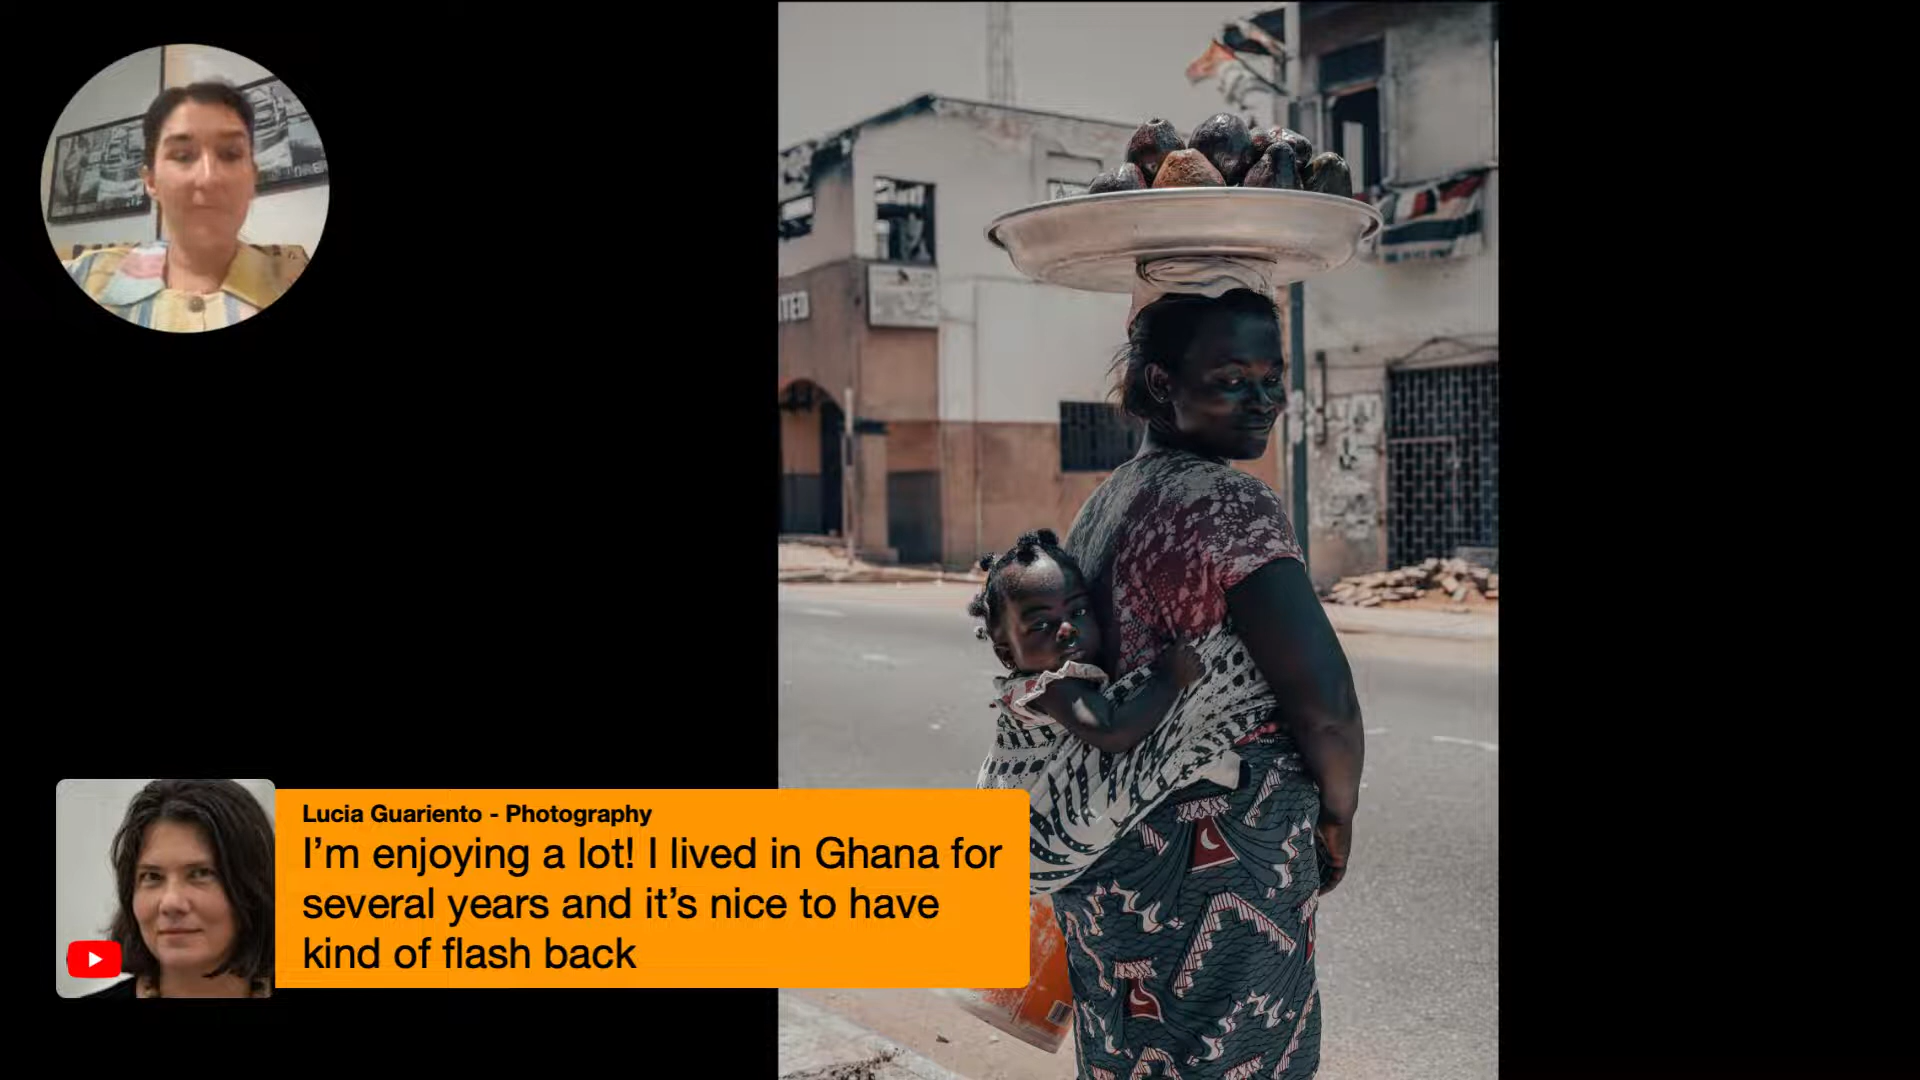 TED
Lucia Guariento - Photography
I'm enjoying a lot! I lived in Ghana for
several years and it's nice to have
kind of flash back